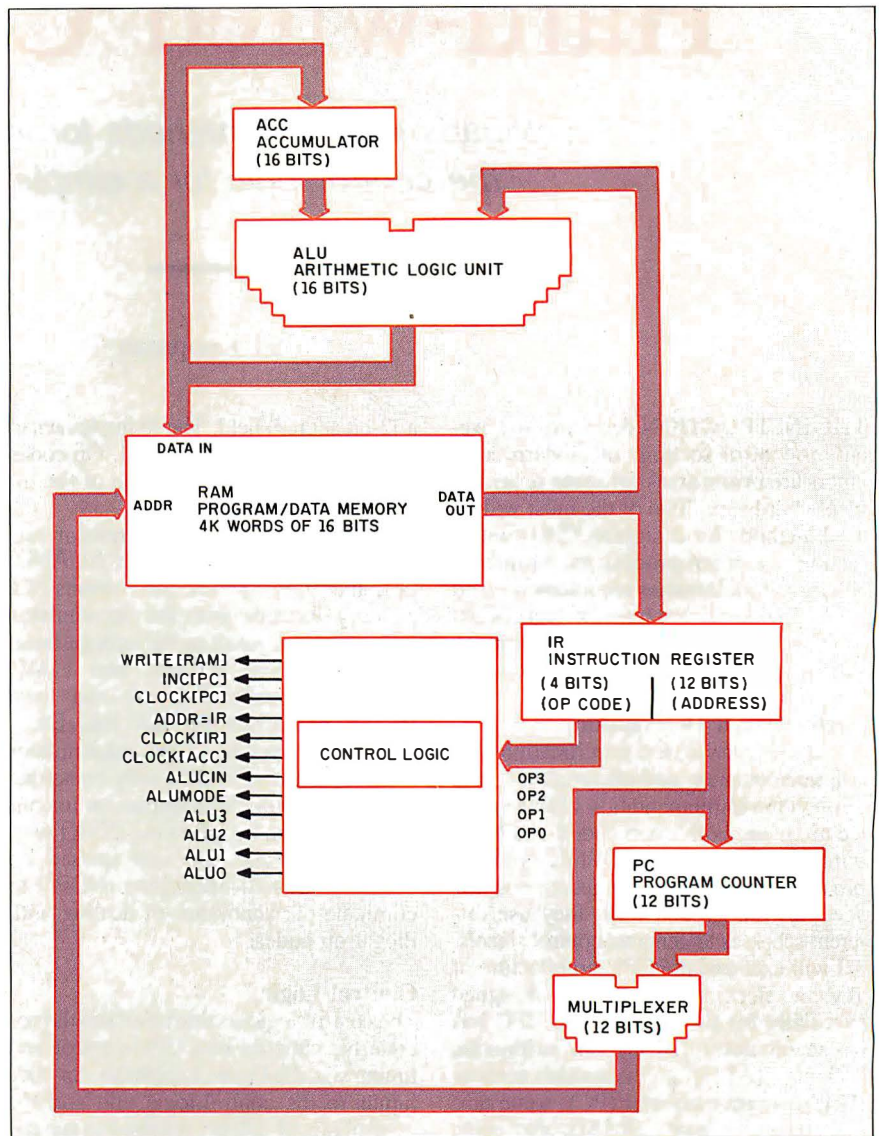 ACC
ACCUMULATOR
(16 BITS)
ALU
ARITHMETIC LOGIC UNIT
(16 BITS)
DATA IN
ADDR
RAM
PROGRAM/DATA MEMORY
4K WORDS OF 16 BITS
DATA
OUT
IR
INSTRUCTION REGISTER
(4 BITS)
(OP CODE)
(12 BITS)
(ADDRESS)
WRITE[RAM]
INC[PC]
CLOCK[PC]
ADDR=IR
CLOCK[IR]
CLOCK[ACC]
ALUCIN
ALUMODE
ALU3
ALU2
ALU1
ALU0
CONTROL LOGIC
OP3
OP2
OP1
OP0
PC
PROGRAM COUNTER
(12 BITS)
MULTIPLEXER
(12 BITS)